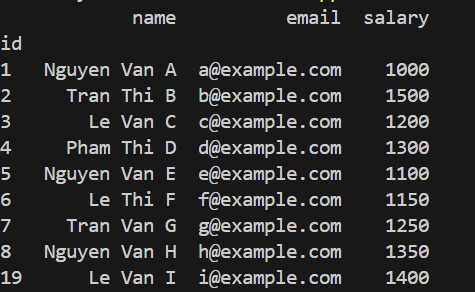 name email salary
id
1 Nguyen Van A a@example.com 1000
2 Tran Thi B b@example.com 1500
3 Le Van C c@example.com 1200
4 Pham Thi D d@example.com 1300
5 Nguyen Van E e@example.com 1100
6 Le Thi F f@example.com 1150
7 Tran Van G g@example.com 1250
8 Nguyen Van H h@example.com 1350
19 Le Van I i@example.com 1400